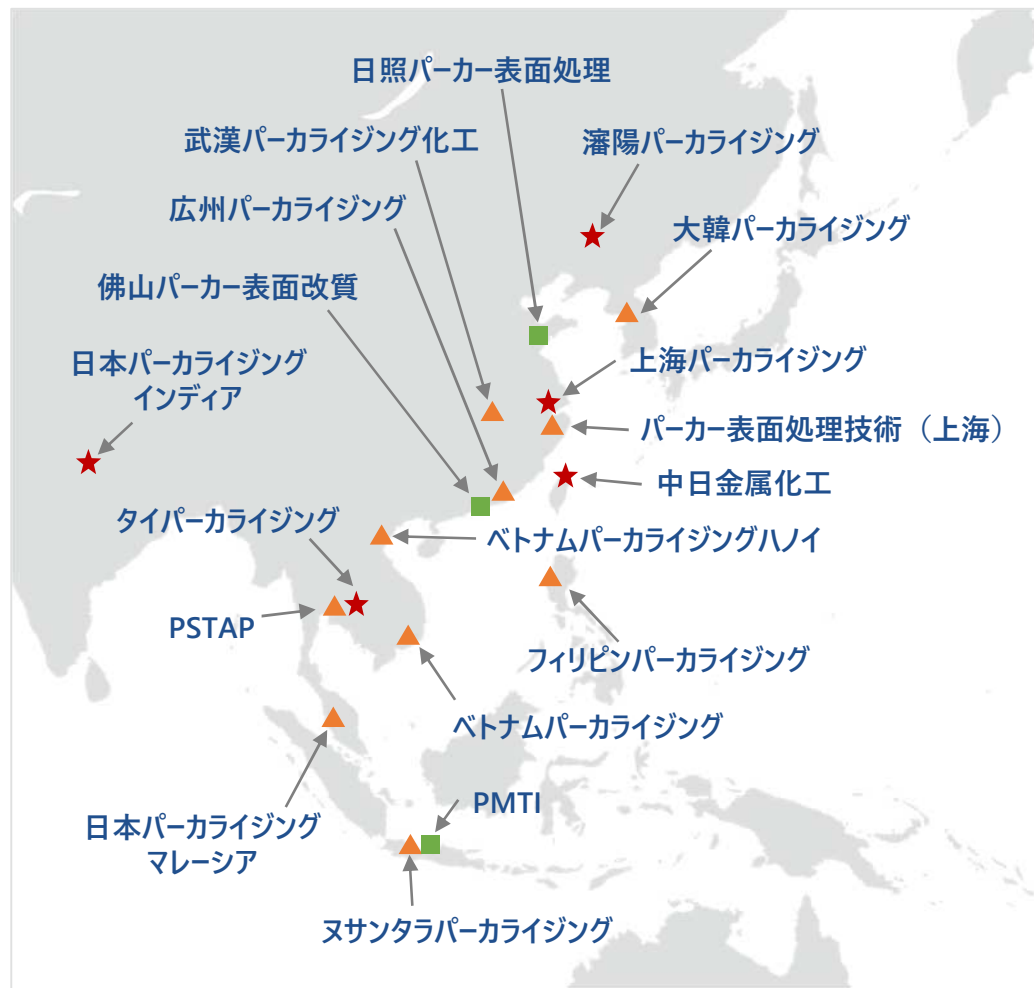 日照パーカー表面処理
武漢パーカライジング化工
瀋陽パーカライジング
広州パーカライジング
大韓パーカライジング
佛山パーカー表面改質
日本パーカライジング
インディア
上海パーカライジング
パーカー表面処理技術（上海）
中日金属化工
タイパーカライジング
ベトナムパーカライジングハノイ
PSTAP
フィリピンパーカライジング
ベトナムパーカライジング
PMTI
日本パーカライジング
マレーシア
ヌサンタラパーカライジング